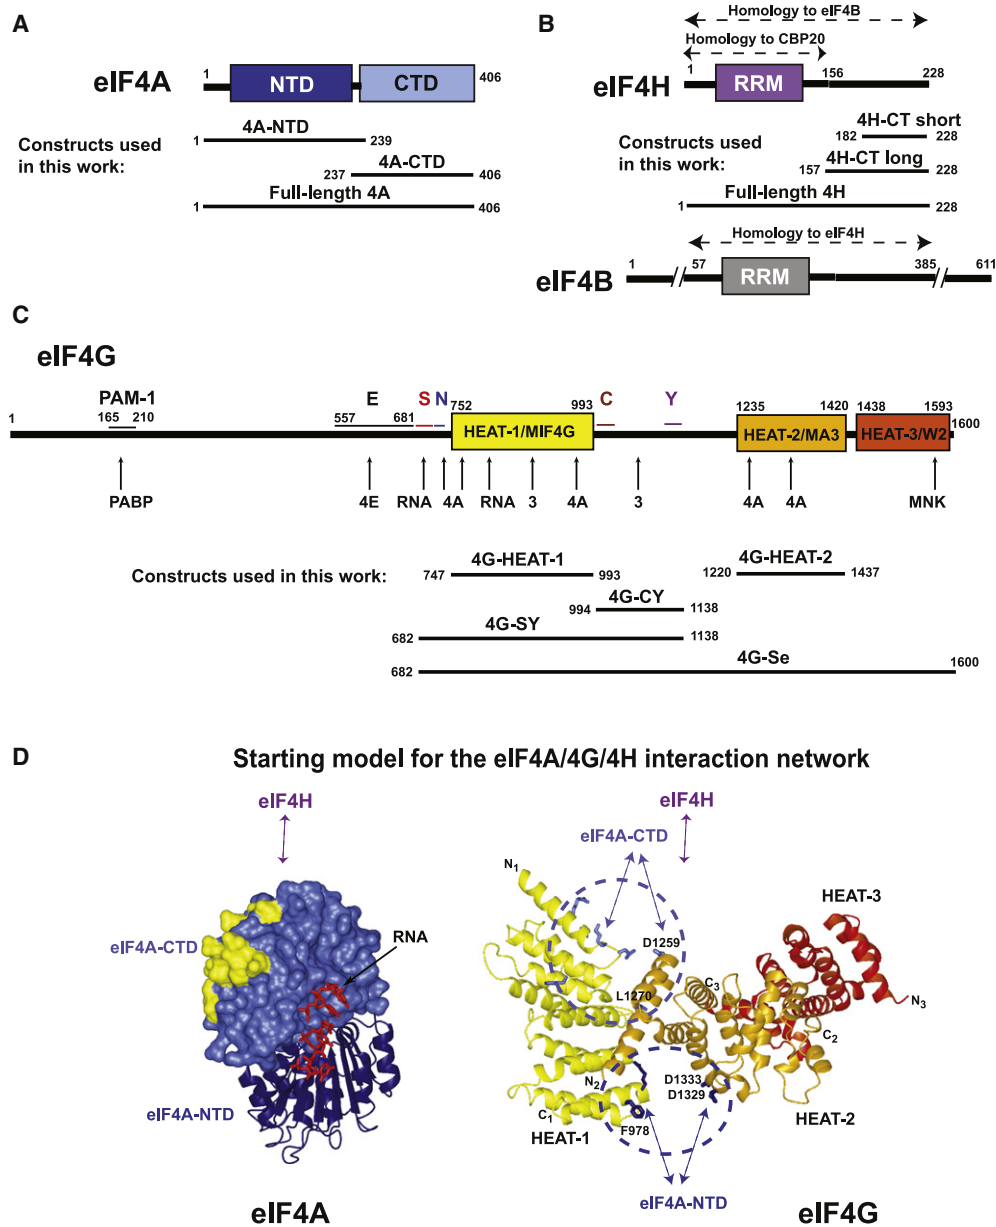 A
eIF4A
1
NTD
CTD
406
Constructs used
in this work:
4A-NTD
1
239
4A-CTD
237
406
Full-length 4A
1
406
B
Homology to eIF4B
Homology to CBP20
eIF4H
1
RRM
156
228
Constructs used
in this work:
4H-CT short
182
228
4H-CT long
157
228
Full-length 4H
1
228
Homology to eIF4H
eIF4B
1
57
RRM
385
611
C
eIF4G
1
PAM-1
165
210
E
557
681
S
N
752
993
C
Y
1235
1420
1438
1593
1600
HEAT-1/MIF4G
HEAT-2/MA3
HEAT-3/W2
PABP
4E
RNA
4A
RNA
3
4A
3
4A
4A
MNK
Constructs used in this work:
4G-HEAT-1
747
993
4G-HEAT-2
1220
1437
4G-CY
994
1138
4G-SY
682
1138
4G-Se
682
1600
D
Starting model for the eIF4A/4G/4H interaction network
eIF4H
eIF4A-CTD
RNA
eIF4A-NTD
eIF4A
eIF4H
eIF4A-CTD
N1
D1259
HEAT-3
L1270
C3
N3
C2
N2
D1333
D1329
C1
HEAT-1
F978
HEAT-2
eIF4A-NTD
eIF4G